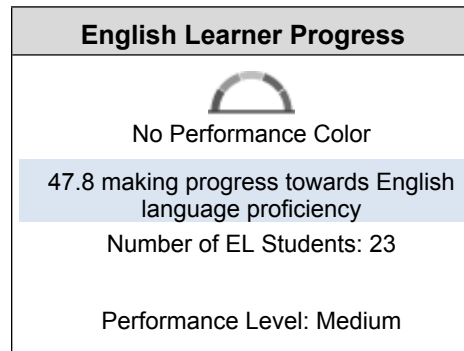 English Learner Progress
No Performance Color
47.8 making progress towards English
language proficiency
Number of EL Students: 23
Performance Level: Medium